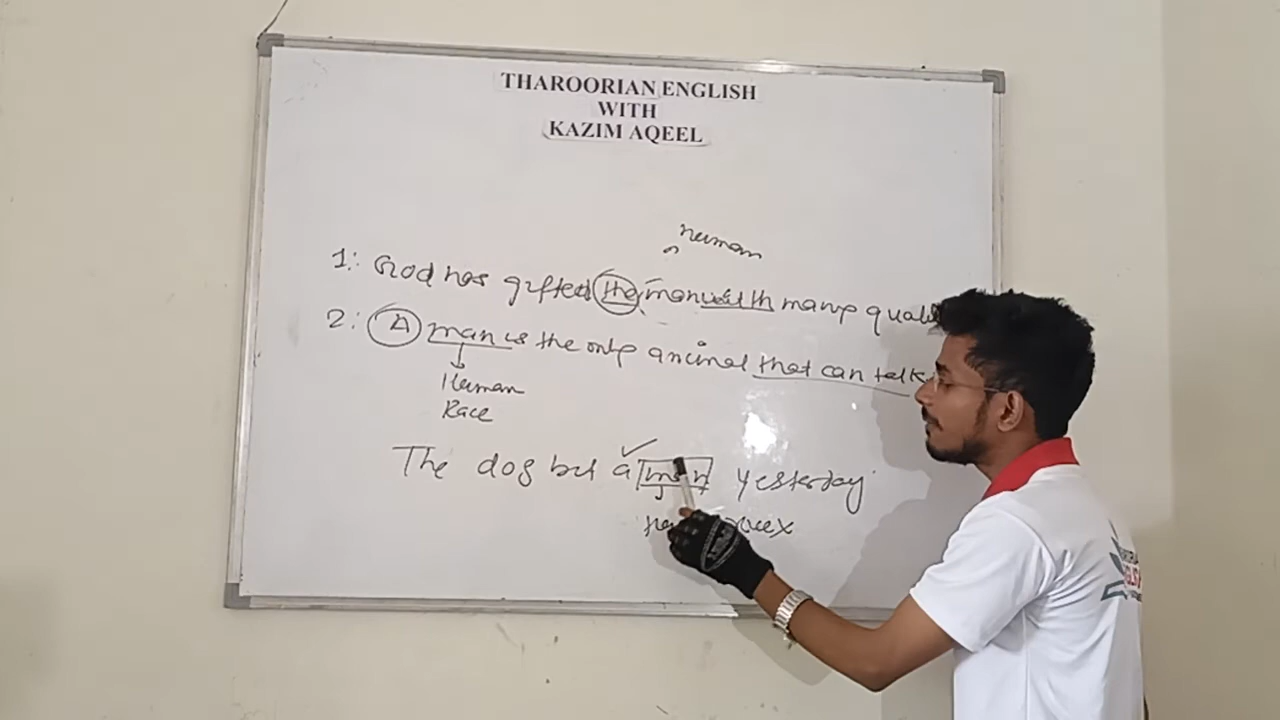 THAROORIAN ENGLISH
WITH
KAZIM AQEEL
human
1: God has gifted the man with many
2: A man is the only animal that can talk
Human
Race
The dog bit a man yesterday